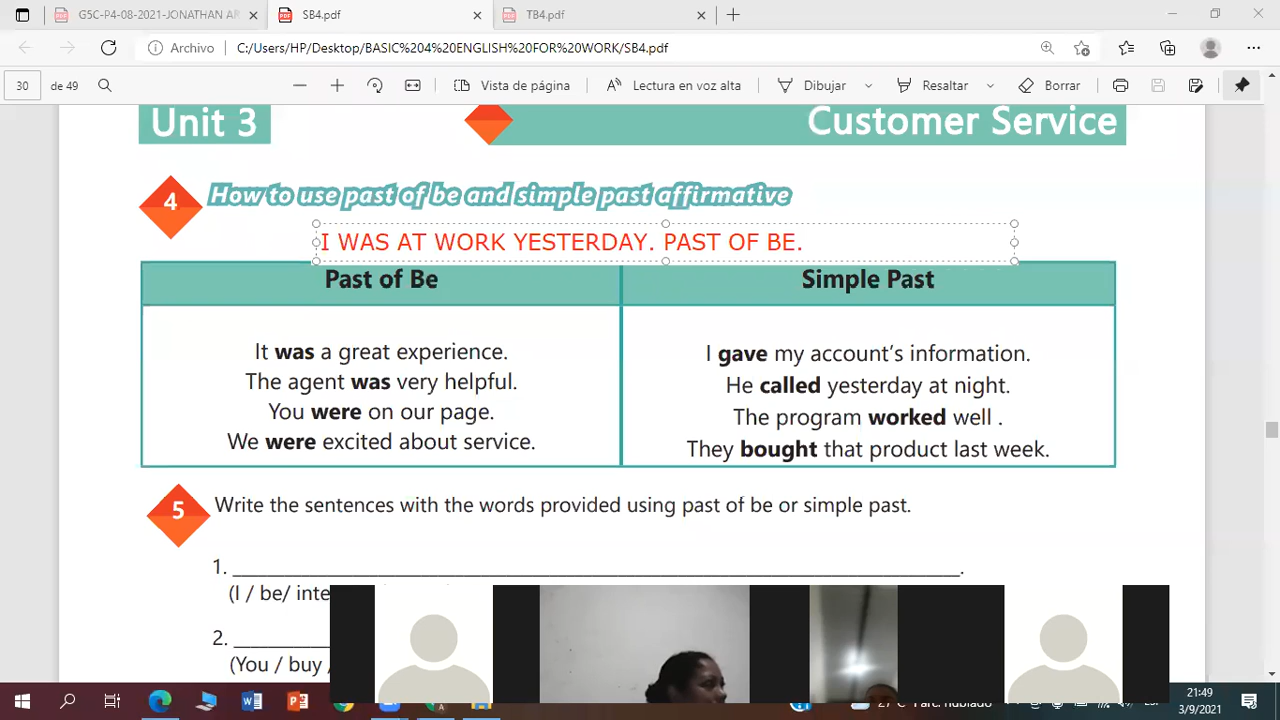 G5C-P4-08-2021-JONATHAN AR
SB4.pdf
TB4.pdf
Archivo
C:/Users/HP/Desktop/BASIC%204%20ENGLISH%20FOR%20WORK/SB4.pdf
30 de 49
Vista de página
Lectura en voz alta
Dibujar
Resaltar
Borrar
Unit 3
Customer Service
4
How to use past of be and simple past affirmative
I WAS AT WORK YESTERDAY. PAST OF BE.
Past of Be
It was a great experience.
The agent was very helpful.
You were on our page.
We were excited about service.
Simple Past
I gave my account's information.
He called yesterday at night.
The program worked well .
They bought that product last week.
5
Write the sentences with the words provided using past of be or simple past.
1. ______________________________.
(I / be/ inte
2. __________
(You / buy /
21:49
3/9/2021